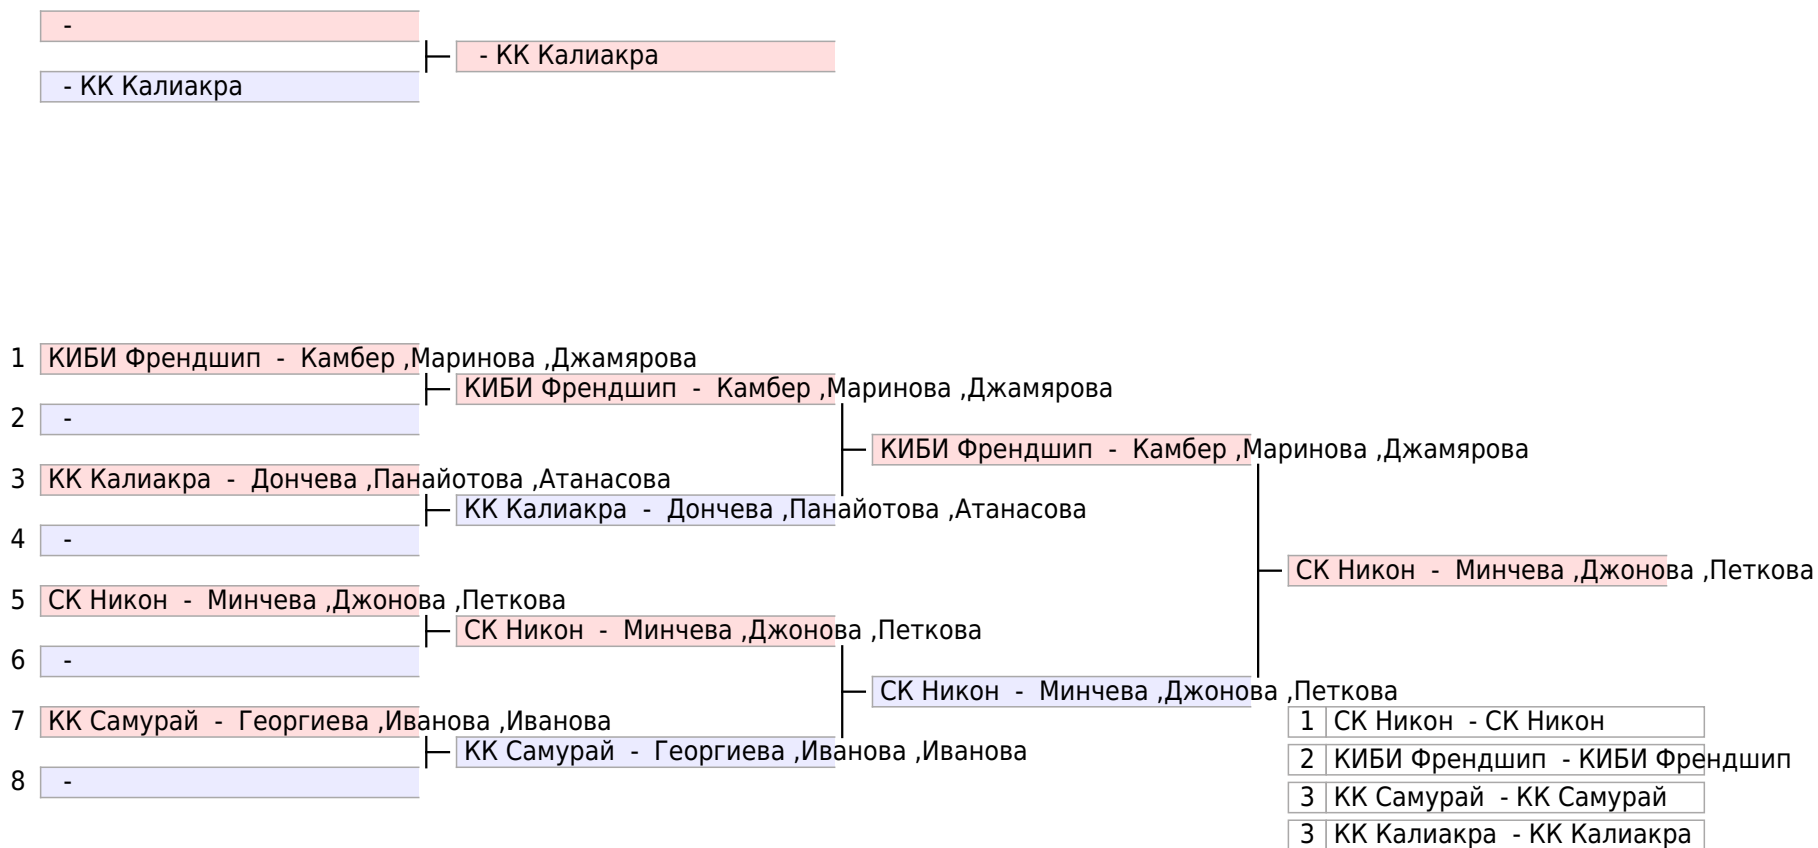 -
- КК Калиакра
- КК Калиакра
1 КИБИ Френдшип - Камбер ,Маринова ,Джамярова
КИБИ Френдшип - Камбер ,Маринова ,Джамярова
2 -
КИБИ Френдшип - Камбер ,Маринова ,Джамярова
3 КК Калиакра - Дончева ,Панайотова ,Атанасова
КК Калиакра - Дончева ,Панайотова ,Атанасова
4 -
СК Никон - Минчева ,Джонова ,Петкова
5 СК Никон - Минчева ,Джонова ,Петкова
СК Никон - Минчева ,Джонова ,Петкова
6 -
СК Никон - Минчева ,Джонова ,Петкова
7 КК Самурай - Георгиева ,Иванова ,Иванова
КК Самурай - Георгиева ,Иванова ,Иванова
8 -
1 СК Никон - СК Никон
2 КИБИ Френдшип - КИБИ Френдшип
3 КК Самурай - КК Самурай
3 КК Калиакра - КК Калиакра